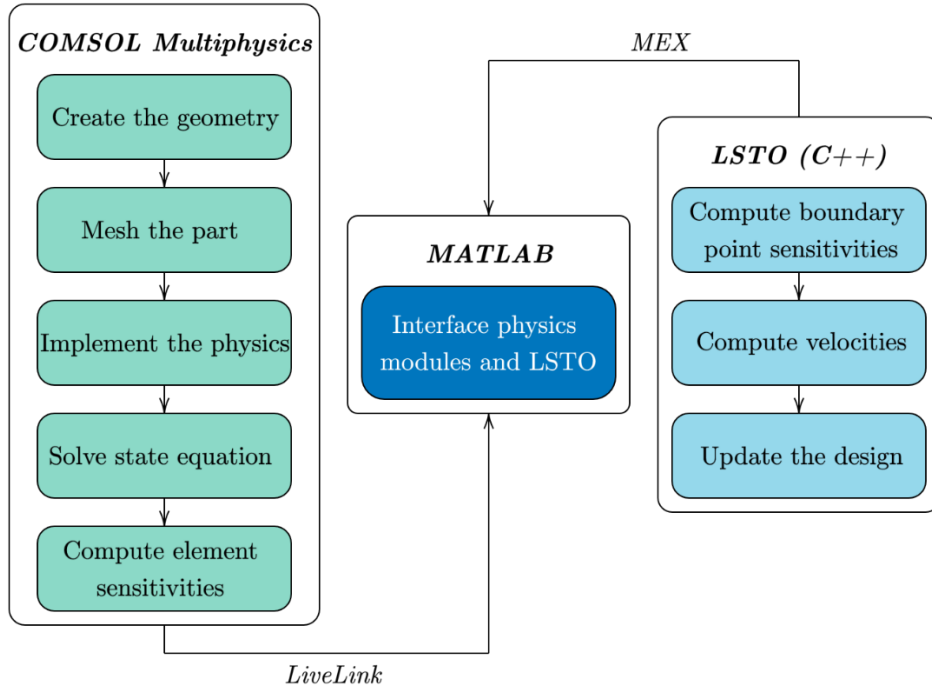 COMSOL Multiphysics
Create the geometry
Mesh the part
Implement the physics
Solve state equation
Compute element
sensitivities
LiveLink
MATLAB
Interface physics
modules and LSTO
MEX
LSTO (C++)
Compute boundary
point sensitivities
Compute velocities
Update the design